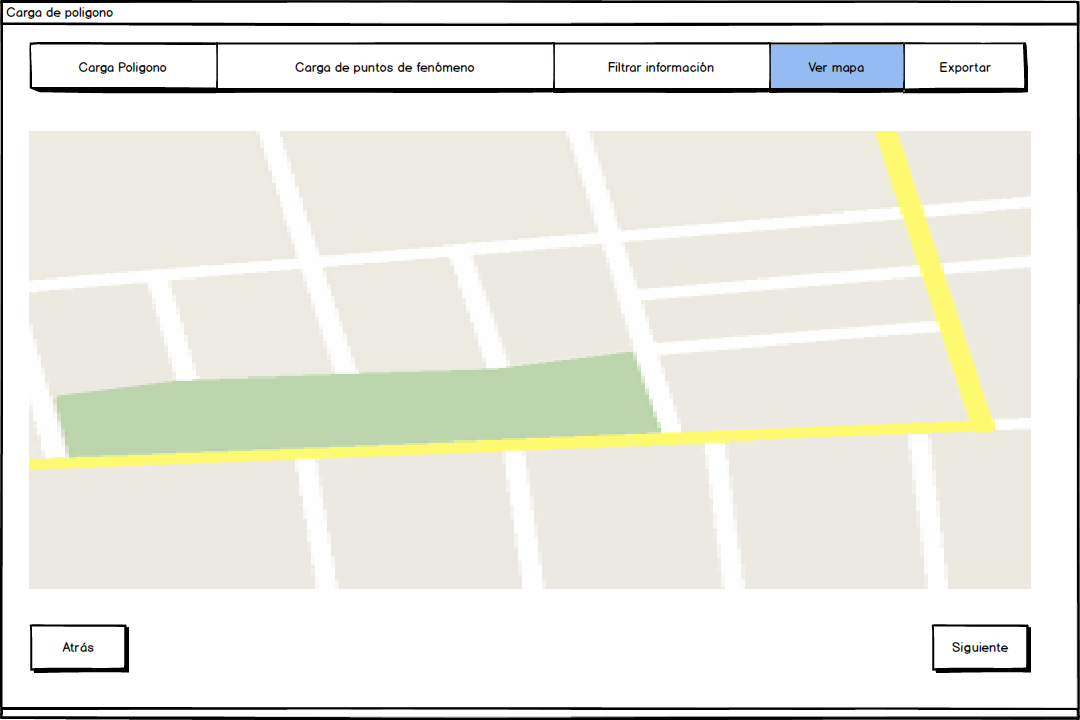 Carga de poligono
Carga Poligono
Carga de puntos de fenómeno
Filtrar información
Ver mapa
Exportar
Atrás
Siguiente